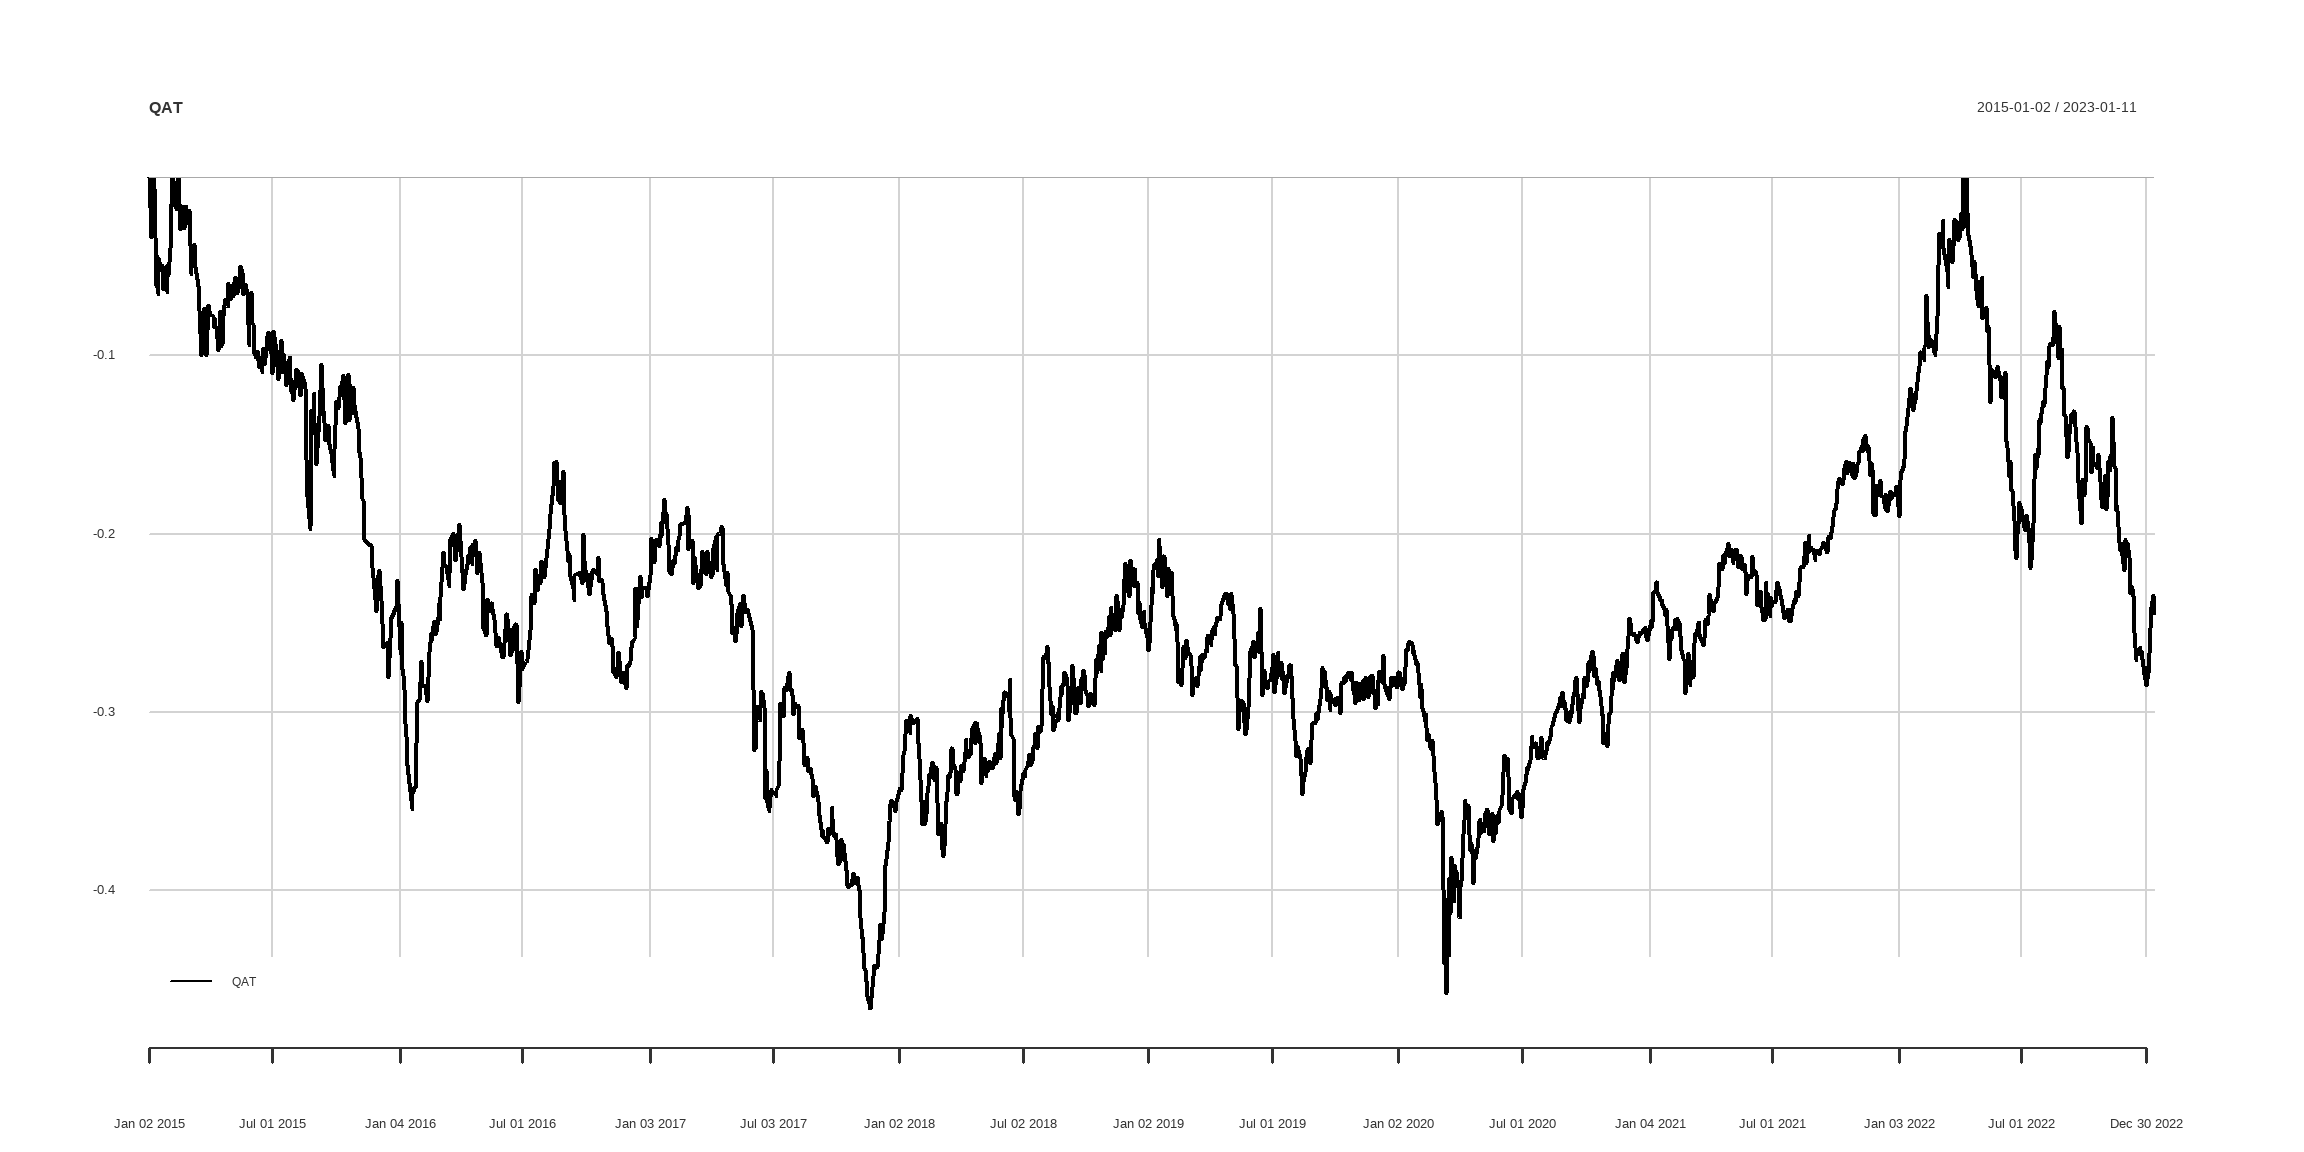 QAT
2015-01-02 / 2023-01-11
-0.1
-0.2
-0.3
-0.4
QAT
Jan 02 2015
Jul 01 2015
Jan 04 2016
Jul 01 2016
Jan 03 2017
Jul 03 2017
Jan 02 2018
Jul 02 2018
Jan 02 2019
Jul 01 2019
Jan 02 2020
Jul 01 2020
Jan 04 2021
Jul 01 2021
Jan 03 2022
Jul 01 2022
Dec 30 2022